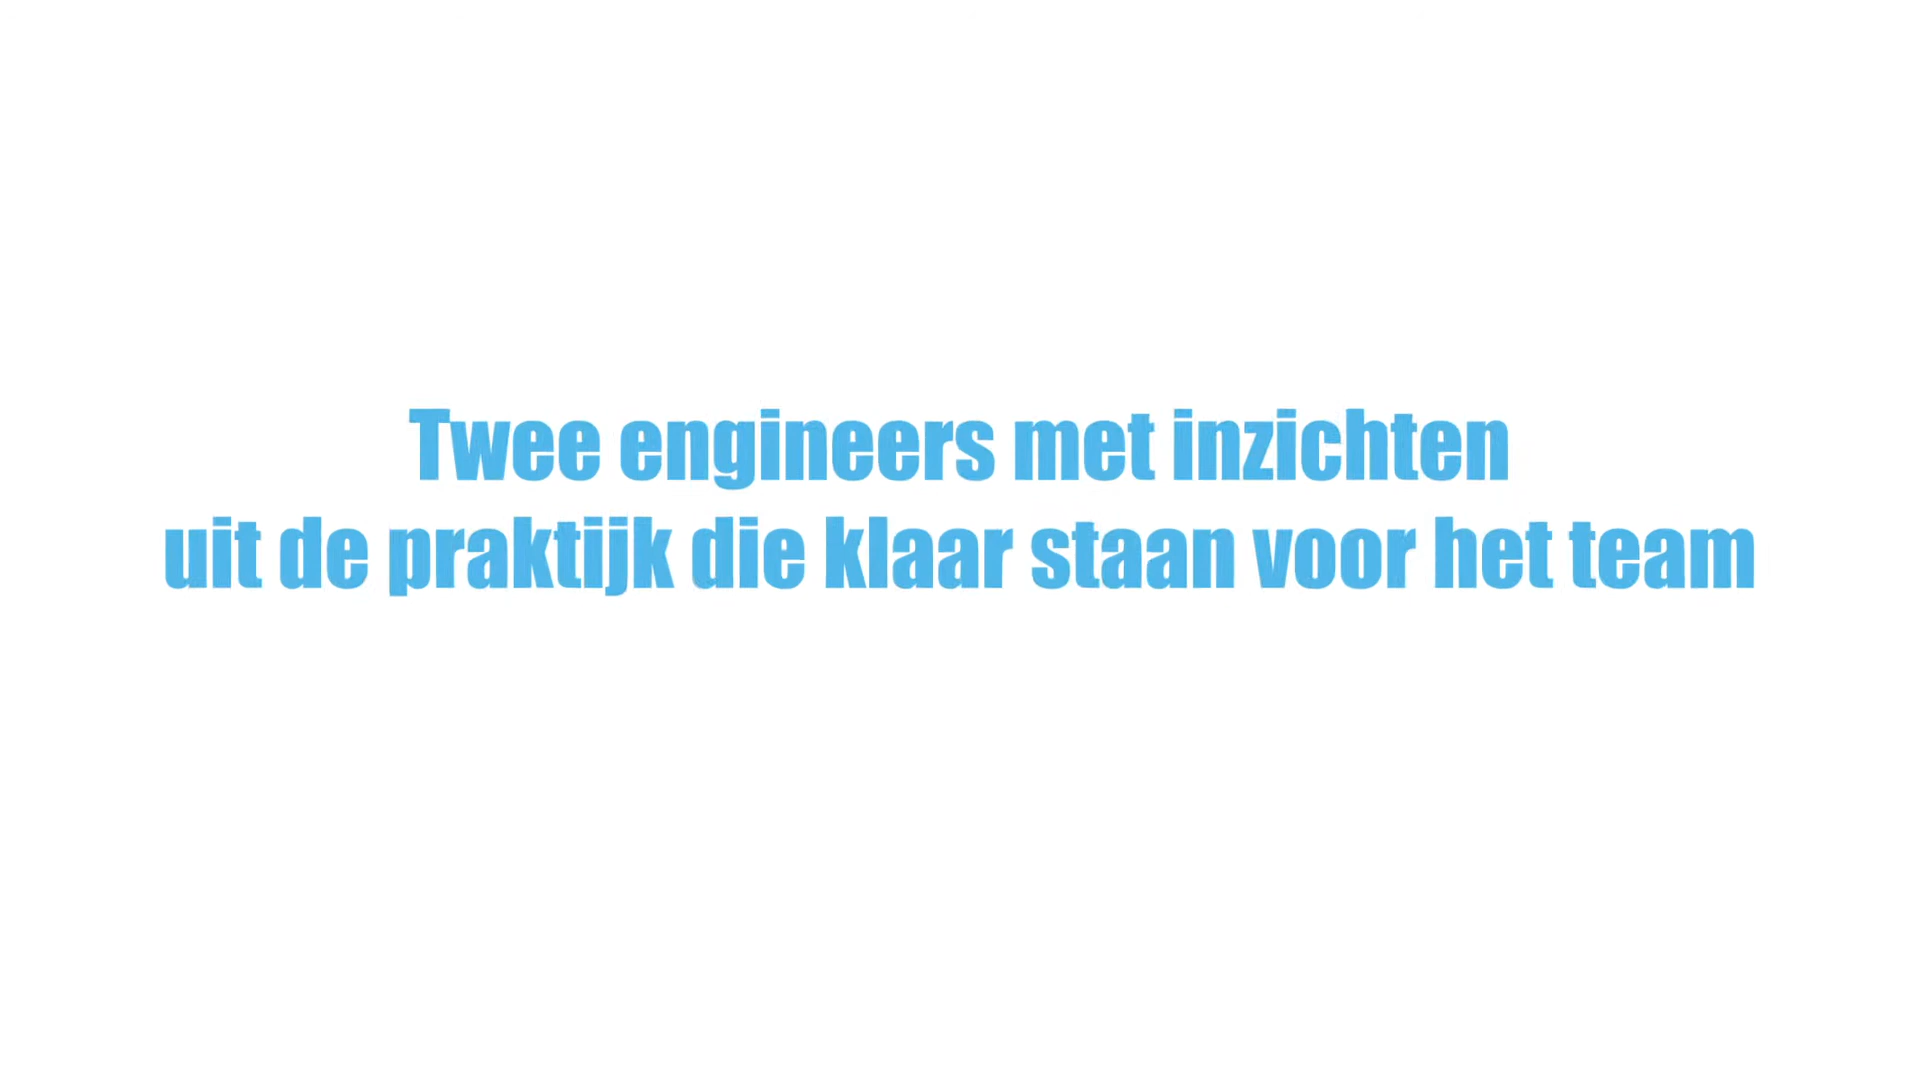 Twee engineers met inzichten
uit de praktijk die klaar staan voor het team